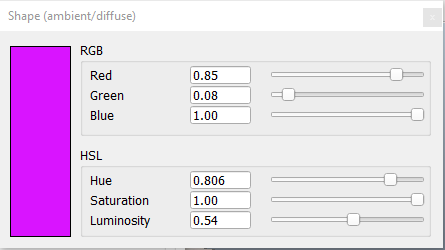 Shape (ambient/diffuse)
RGB
Red 0.85
Green 0.08
Blue 1.00
HSL
Hue 0.806
Saturation 1.00
Luminosity 0.54